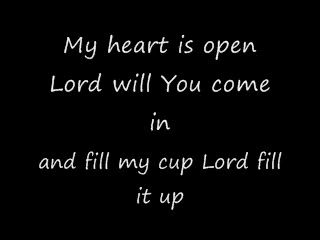 My heart is open
Lord will You come
in
and fill my cup Lord fill
it up